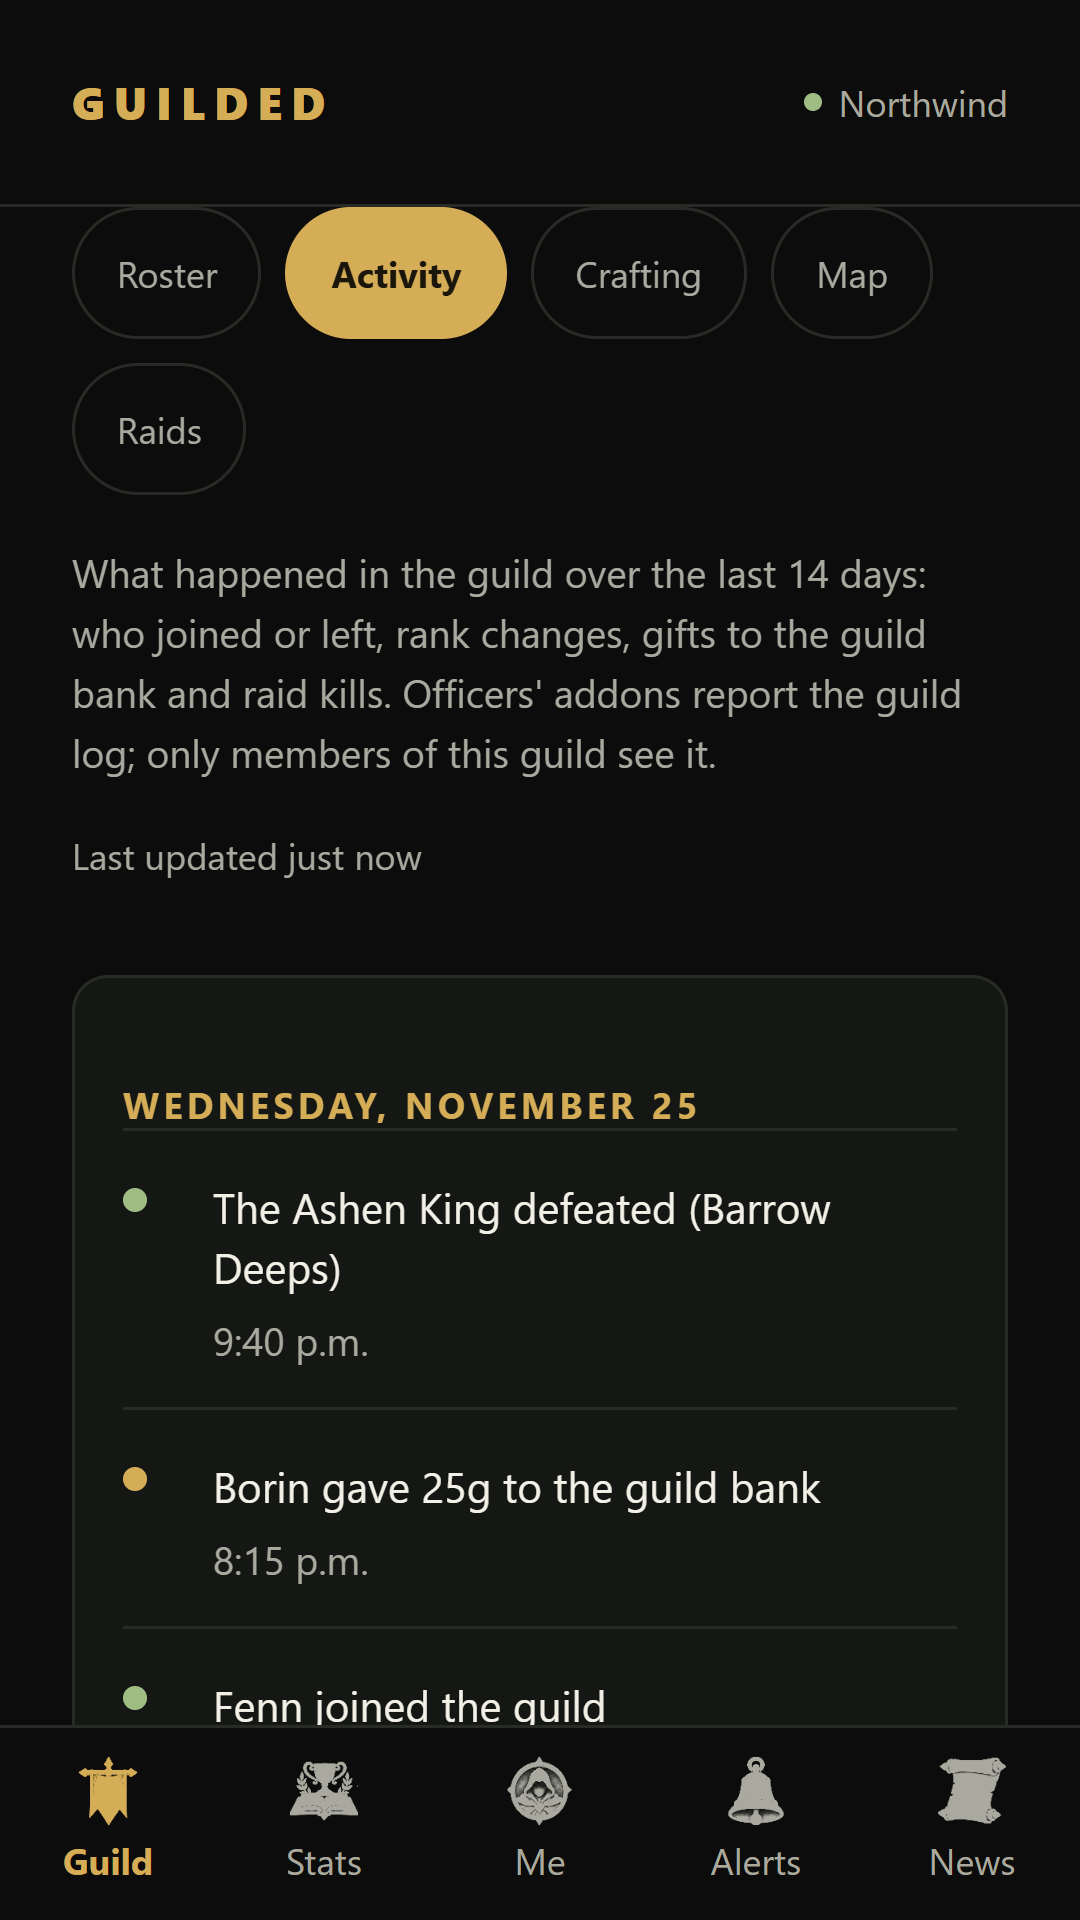 GUILDED
Northwind
Roster
Activity
Crafting
Map
Raids
What happened in the guild over the last 14 days:
who joined or left, rank changes, gifts to the guild
bank and raid kills. Officers' addons report the guild
log; only members of this guild see it.
Last updated just now
WEDNESDAY, NOVEMBER 25
The Ashen King defeated (Barrow
Deeps)
9:40 p.m.
Borin gave 25g to the guild bank
8:15 p.m.
Fenn joined the guild
Guild
Stats
Me
Alerts
News